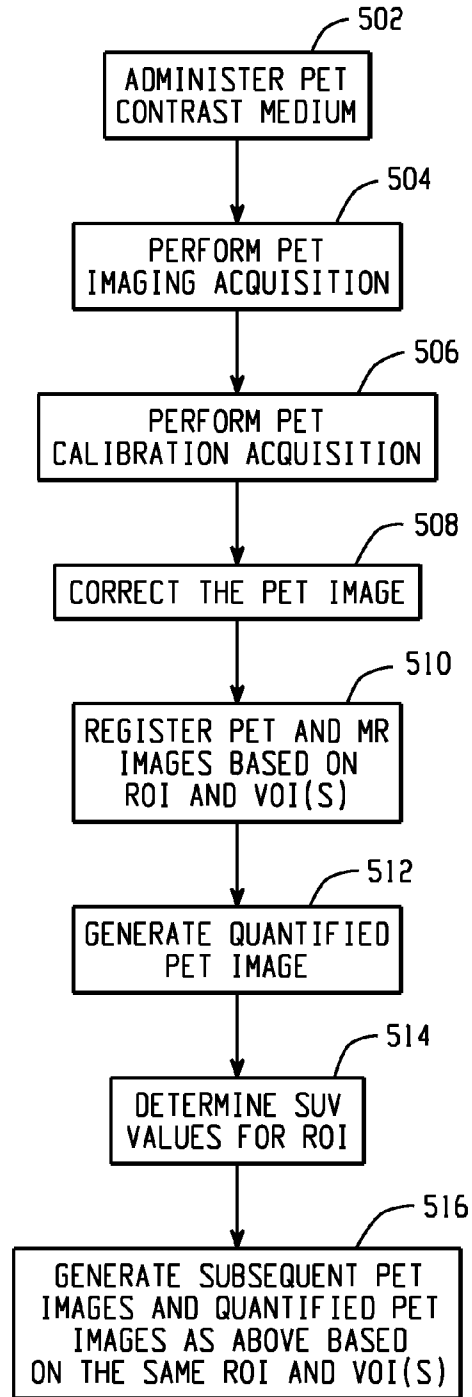 502
ADMINISTER PET
CONTRAST MEDIUM
504
PERFORM PET
IMAGING ACQUISITION
506
PERFORM PET
CALIBRATION ACQUISITION
508
CORRECT THE PET IMAGE
510
REGISTER PET AND MR
IMAGES BASED ON
ROI AND VOI(S)
512
GENERATE QUANTIFIED
PET IMAGE
514
DETERMINE SUV
VALUES FOR ROI
516
GENERATE SUBSEQUENT PET
IMAGES AND QUANTIFIED PET
IMAGES AS ABOVE BASED
ON THE SAME ROI AND VOI(S)